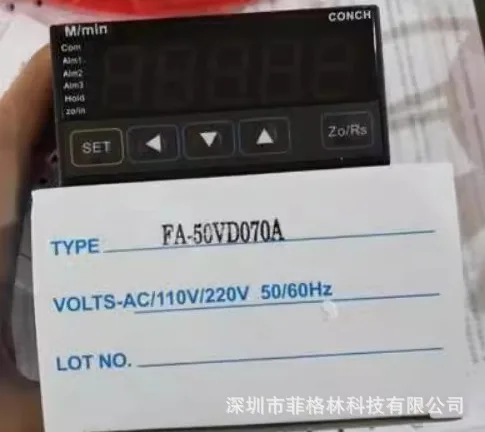 M/min CONCH
Com
Alm1
Alm2
Alm3
Hold
zo/in
SET Zo/Rs
TYPE FA-50VD070A
VOLTS-AC/110V/220V 50/60Hz
LOT NO.
深圳市菲格林科技有限公司